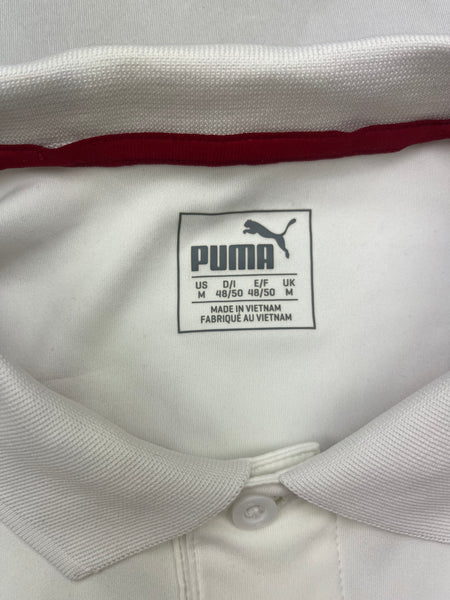 PUMA
US D/I E/F UK
M 48/50 48/50 M
MADE IN VIETNAM
FABRIQUÉ AU VIETNAM